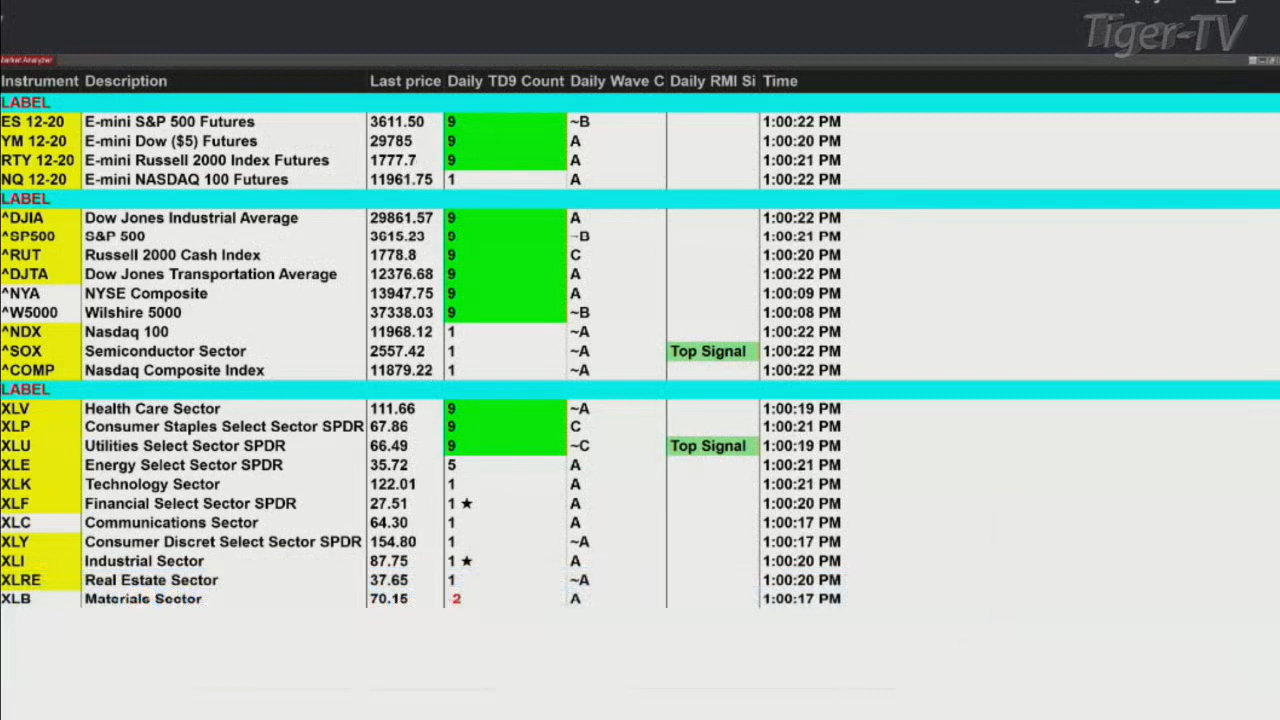 Tiger-TV
Market Analyzer
Instrument Description Last price Daily TD9 Count Daily Wave C Daily RMI Si Time
LABEL
ES 12-20 E-mini S&P 500 Futures 3611.50 9 ~B 1:00:22 PM
YM 12-20 E-mini Dow ($5) Futures 29785 9 A 1:00:20 PM
RTY 12-20 E-mini Russell 2000 Index Futures 1777.7 9 A 1:00:21 PM
NQ 12-20 E-mini NASDAQ 100 Futures 11961.75 1 A 1:00:22 PM
LABEL
^DJIA Dow Jones Industrial Average 29861.57 9 A 1:00:22 PM
^SP500 S&P 500 3615.23 9 ~B 1:00:21 PM
^RUT Russell 2000 Cash Index 1778.8 9 C 1:00:20 PM
^DJTA Dow Jones Transportation Average 12376.68 9 A 1:00:22 PM
^NYA NYSE Composite 13947.75 9 A 1:00:09 PM
^W5000 Wilshire 5000 37338.03 9 ~B 1:00:08 PM
^NDX Nasdaq 100 11968.12 1 ~A 1:00:22 PM
^SOX Semiconductor Sector 2557.42 1 ~A Top Signal 1:00:22 PM
^COMP Nasdaq Composite Index 11879.22 1 ~A 1:00:22 PM
LABEL
XLV Health Care Sector 111.66 9 ~A 1:00:19 PM
XLP Consumer Staples Select Sector SPDR 67.86 9 C 1:00:21 PM
XLU Utilities Select Sector SPDR 66.49 9 ~C Top Signal 1:00:19 PM
XLE Energy Select Sector SPDR 35.72 5 A 1:00:21 PM
XLK Technology Sector 122.01 1 A 1:00:21 PM
XLF Financial Select Sector SPDR 27.51 1 ★ A 1:00:20 PM
XLC Communications Sector 64.30 1 A 1:00:17 PM
XLY Consumer Discret Select Sector SPDR 154.80 1 ~A 1:00:17 PM
XLI Industrial Sector 87.75 1 ★ A 1:00:20 PM
XLRE Real Estate Sector 37.65 1 ~A 1:00:20 PM
XLB Materials Sector 70.15 2 A 1:00:17 PM